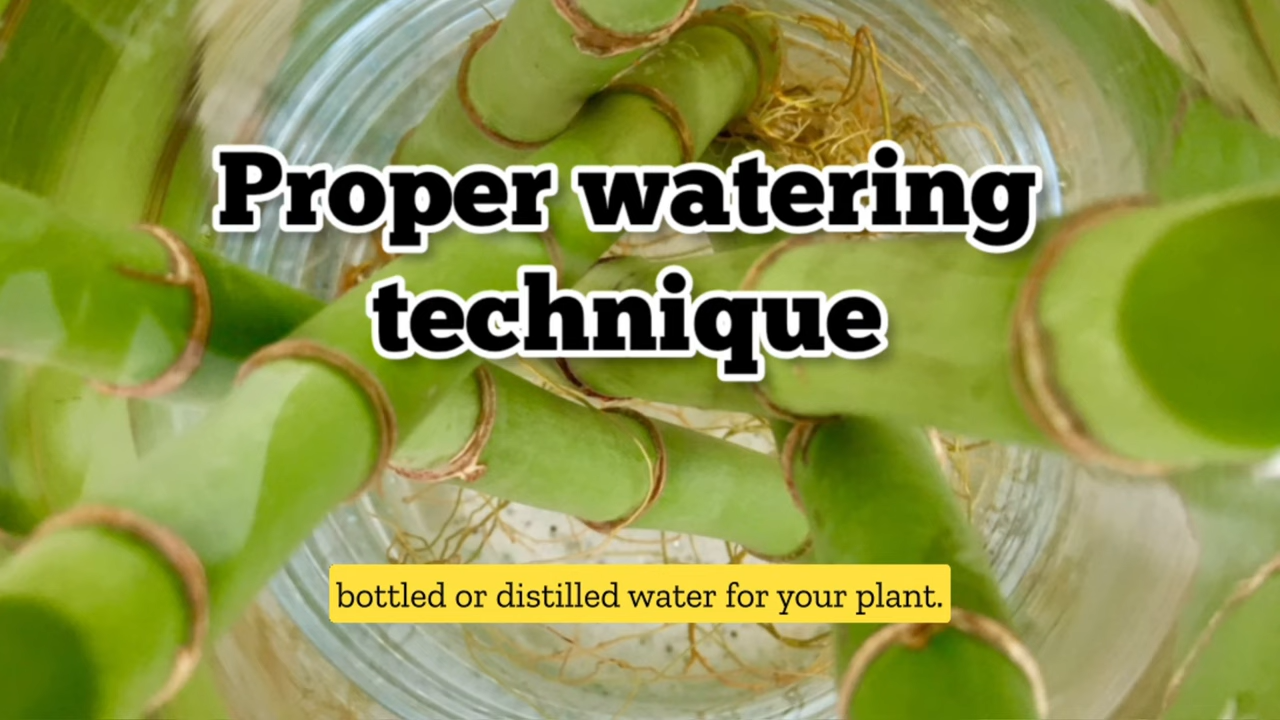 Proper watering
technique
bottled or distilled water for your plant.